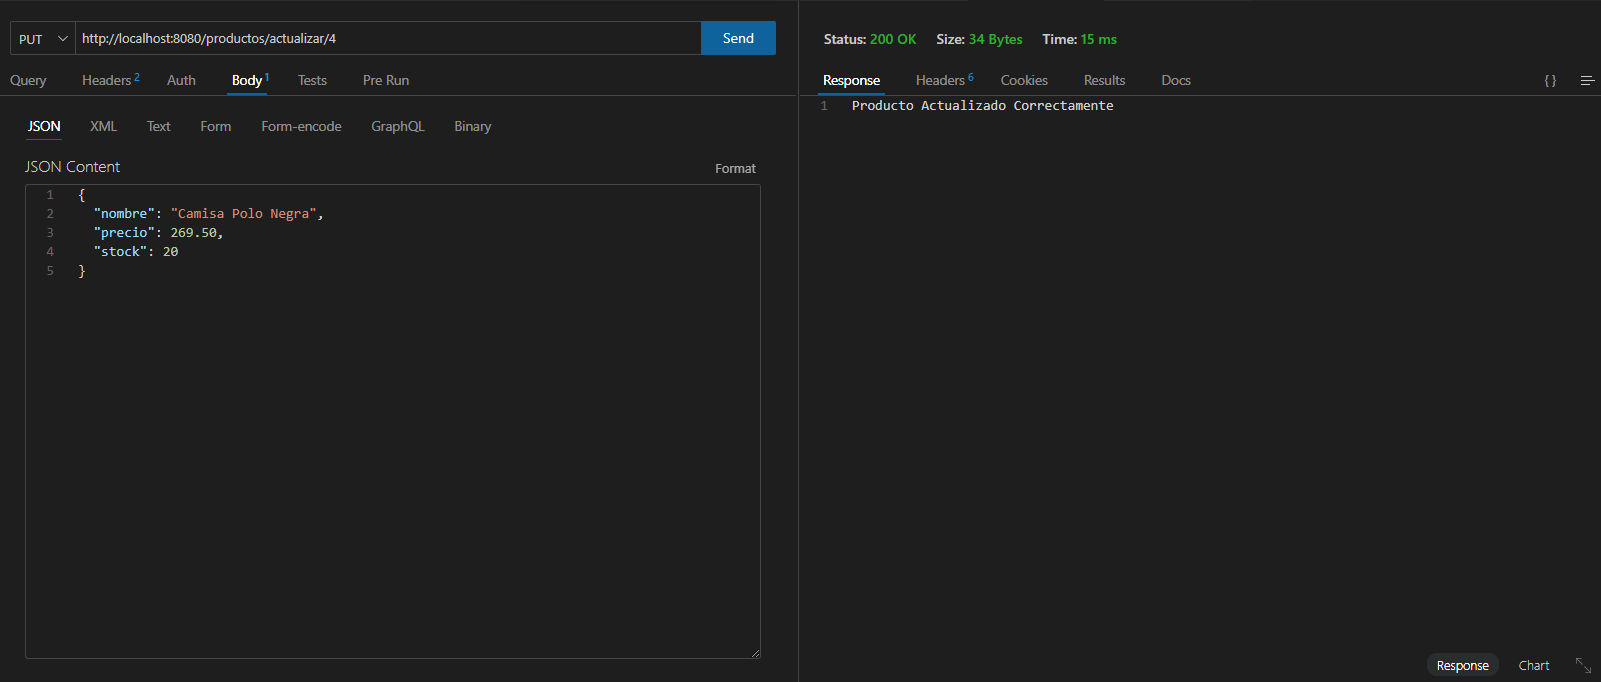 PUT http://localhost:8080/productos/actualizar/4 Send
Query Headers 2 Auth Body 1 Tests Pre Run
JSON XML Text Form Form-encode GraphQL Binary
JSON Content
Format
1 {
2 "nombre": "Camisa Polo Negra",
3 "precio": 269.50,
4 "stock": 20
5 }
Status: 200 OK Size: 34 Bytes Time: 15 ms
Response Headers 6 Cookies Results Docs { }
1 Producto Actualizado Correctamente
Response Chart